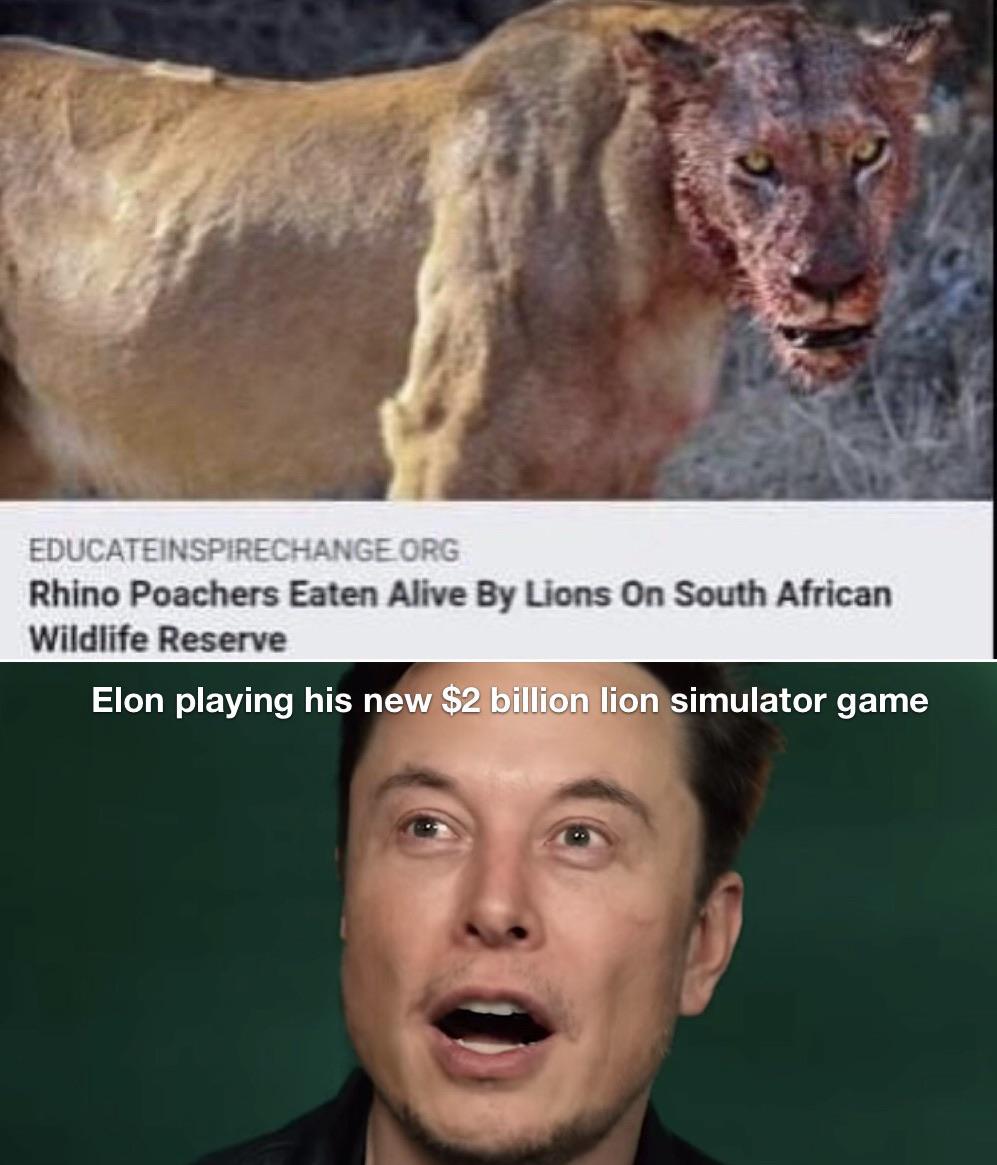 EDUCATEINSPIRECHANGE.ORG
Rhino Poachers Eaten Alive By Lions On South African
Wildlife Reserve
Elon playing his new $2 billion lion simulator game